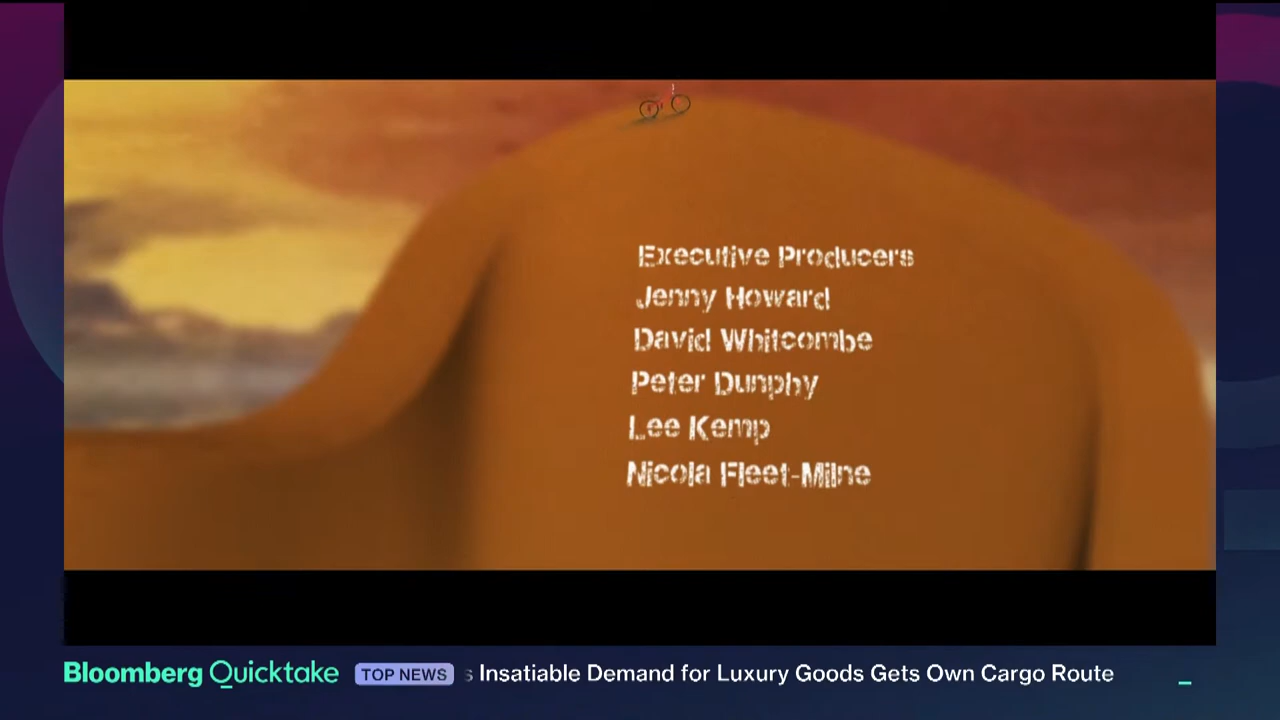 Executive Producers
Jenny Howard
David Whitcombe
Peter Dunphy
Lee Kemp
Nicola Fleet-Milne
Bloomberg Quicktake TOP NEWS s Insatiable Demand for Luxury Goods Gets Own Cargo Route